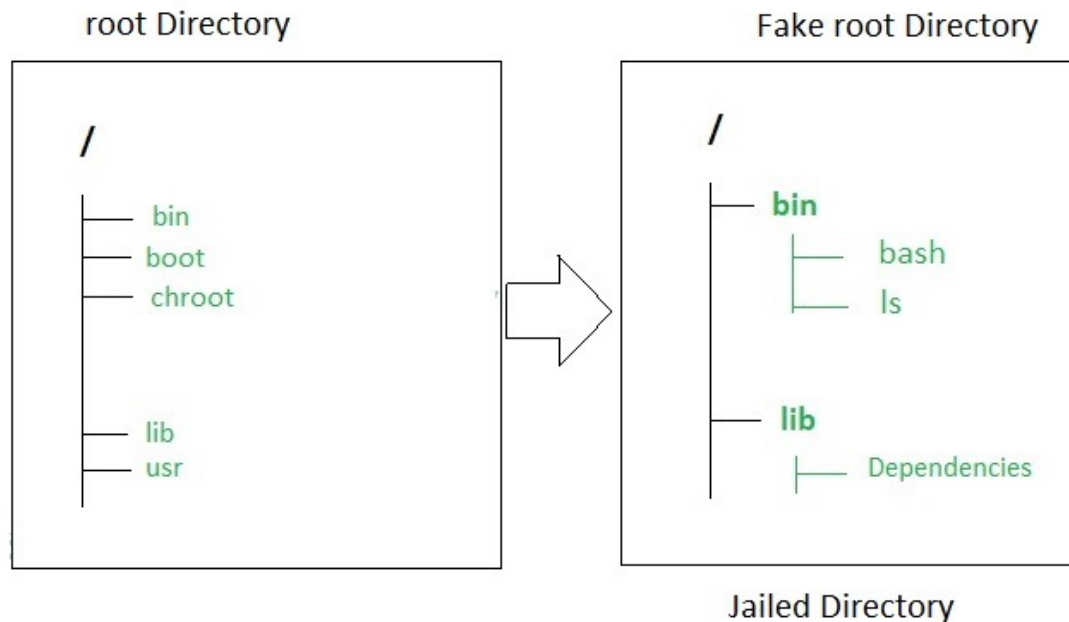 root Directory
/
bin
boot
chroot
lib
usr
Fake root Directory
/
bin
bash
ls
lib
Dependencies
Jailed Directory